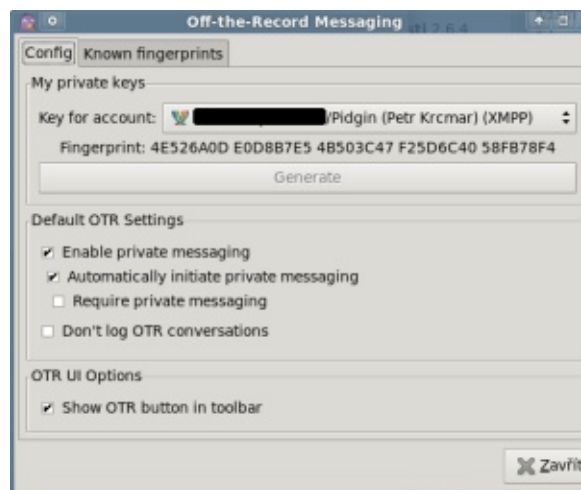 Off-the-Record Messaging
Config Known fingerprints
My private keys
Key for account: /Pidgin (Petr Krcmar) (XMPP)
Fingerprint: 4E526A0D E0D8B7E5 4B503C47 F25D6C40 58FB78F4
Generate
Default OTR Settings
Enable private messaging
Automatically initiate private messaging
Require private messaging
Don't log OTR conversations
OTR UI Options
Show OTR button in toolbar
Zavřít